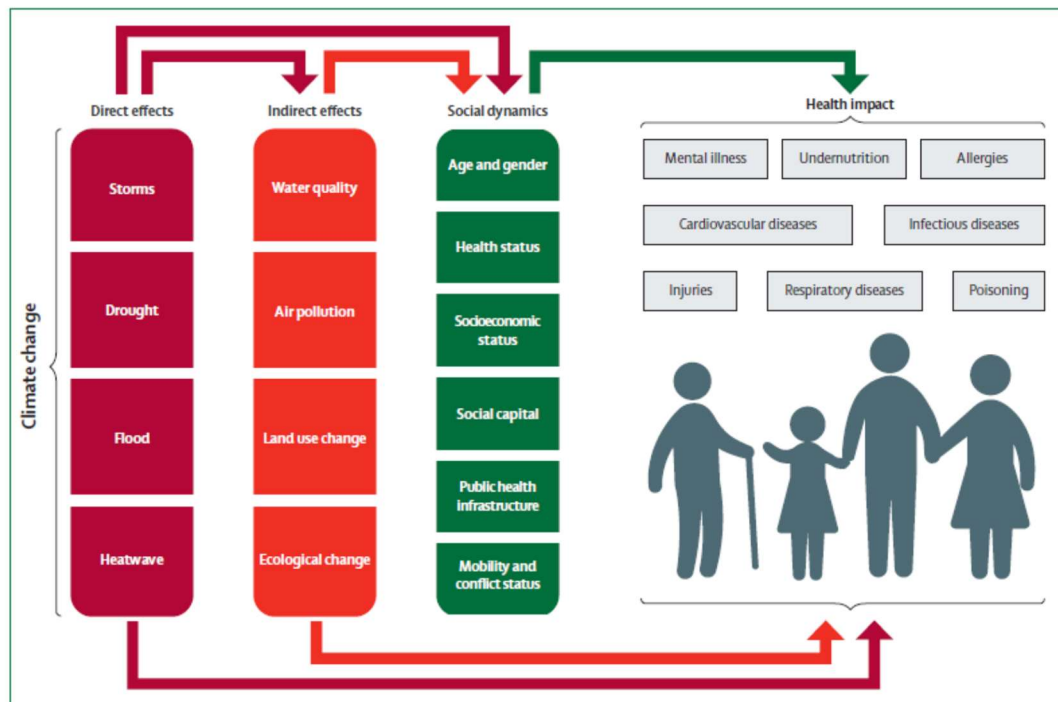 Direct effects
Indirect effects
Social dynamics
Health impact
Climate change
Storms
Drought
Flood
Heatwave
Water quality
Air pollution
Land use change
Ecological change
Age and gender
Health status
Socioeconomic
status
Social capital
Public health
infrastructure
Mobility and
conflict status
Mental illness
Undernutrition
Allergies
Cardiovascular diseases
Infectious diseases
Injuries
Respiratory diseases
Poisoning